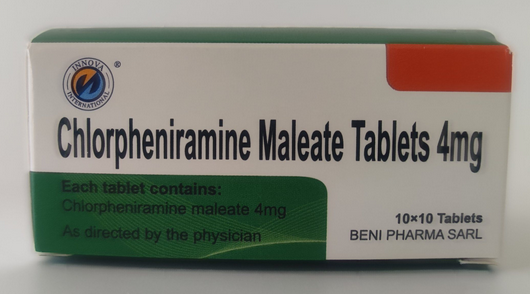 INNOVA
INTERNATIONAL
®
Chlorpheniramine Maleate Tablets 4mg
Each tablet contains:
Chlorpheniramine maleate 4mg
As directed by the physician
10×10 Tablets
BENI PHARMA SARL